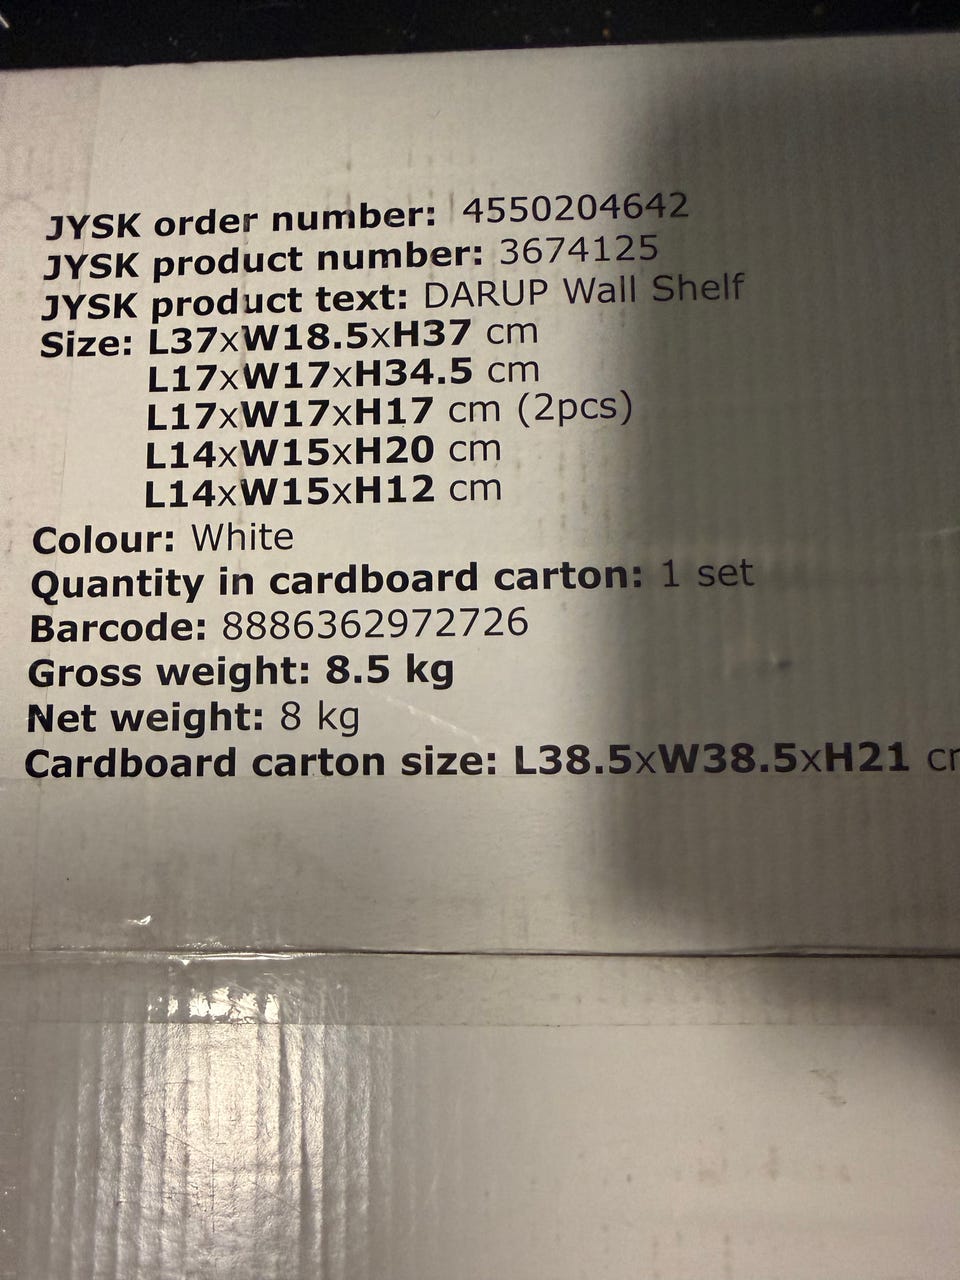 JYSK order number: 4550204642
JYSK product number: 3674125
JYSK product text: DARUP Wall Shelf
Size: L37xW18.5xH37 cm
L17xW17xH34.5 cm
L17xW17xH17 cm (2pcs)
L14xW15xH20 cm
L14xW15xH12 cm
Colour: White
Quantity in cardboard carton: 1 set
Barcode: 8886362972726
Gross weight: 8.5 kg
Net weight: 8 kg
Cardboard carton size: L38.5xW38.5xH21